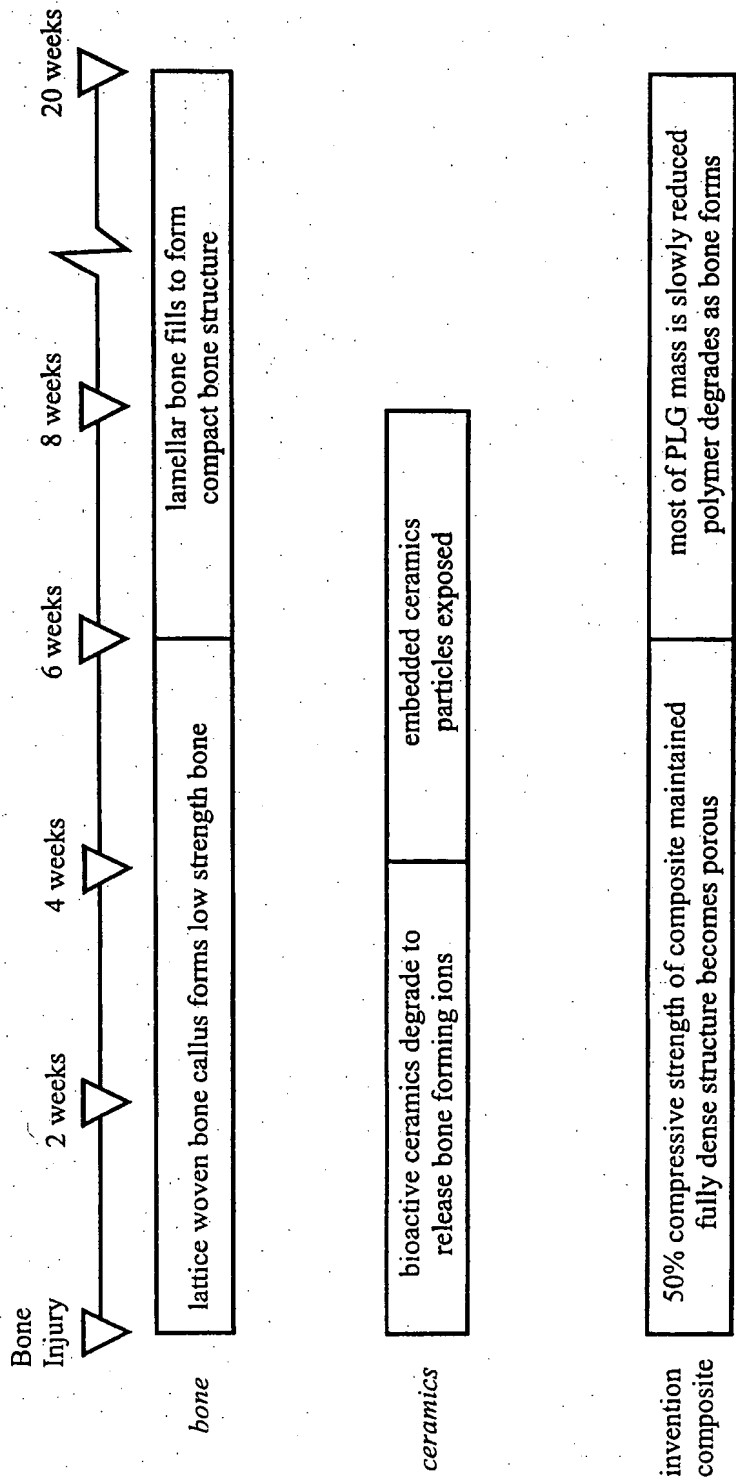 Bone
Injury
2 weeks
4 weeks
6 weeks
8 weeks
20 weeks
bone
lattice woven bone callus forms low strength bone
lamellar bone fills to form
compact bone structure
ceramics
bioactive ceramics degrade to
release bone forming ions
embedded ceramics
particles exposed
invention
composite
50% compressive strength of composite maintained
fully dense structure becomes porous
most of PLG mass is slowly reduced
polymer degrades as bone forms